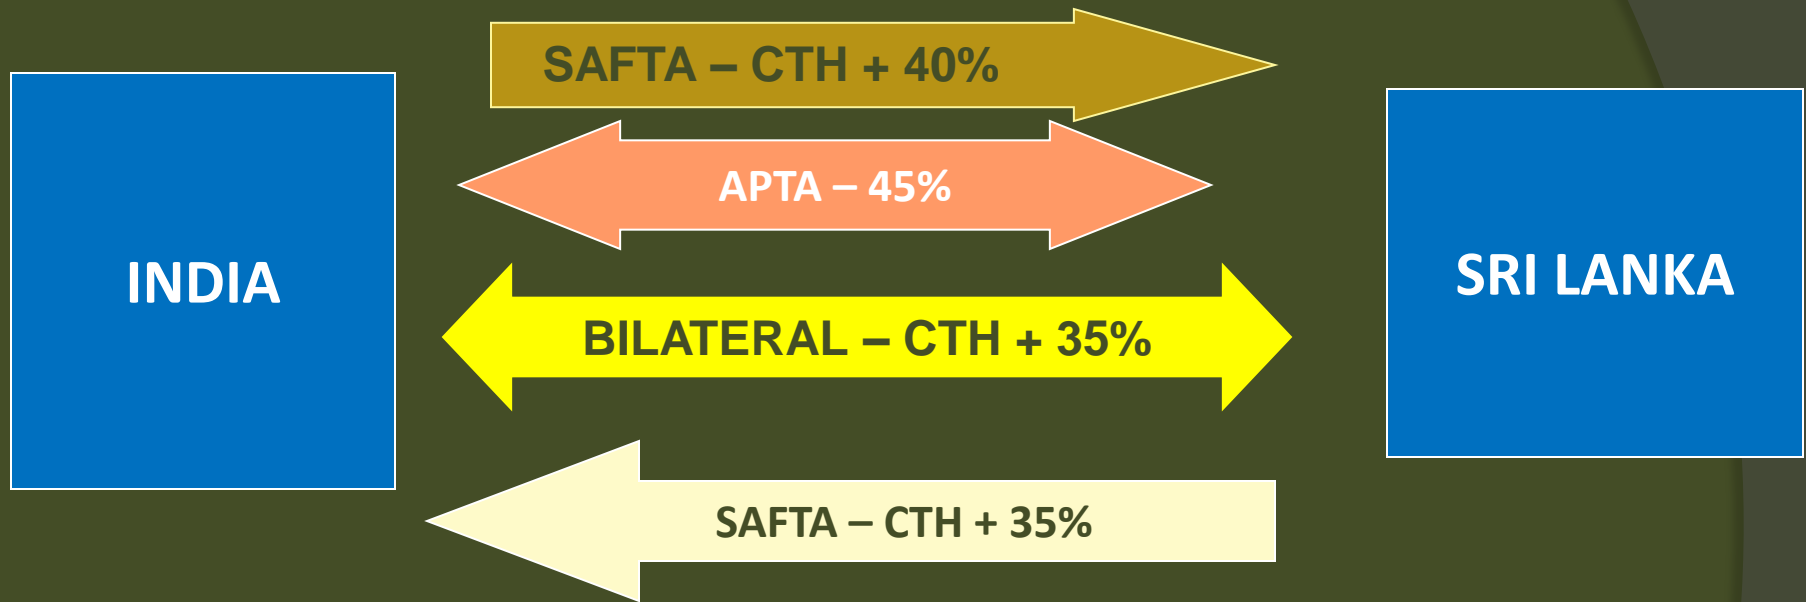 SAFTA – CTH + 40%
APTA – 45%
INDIA
SRI LANKA
BILATERAL – CTH + 35%
SAFTA – CTH + 35%